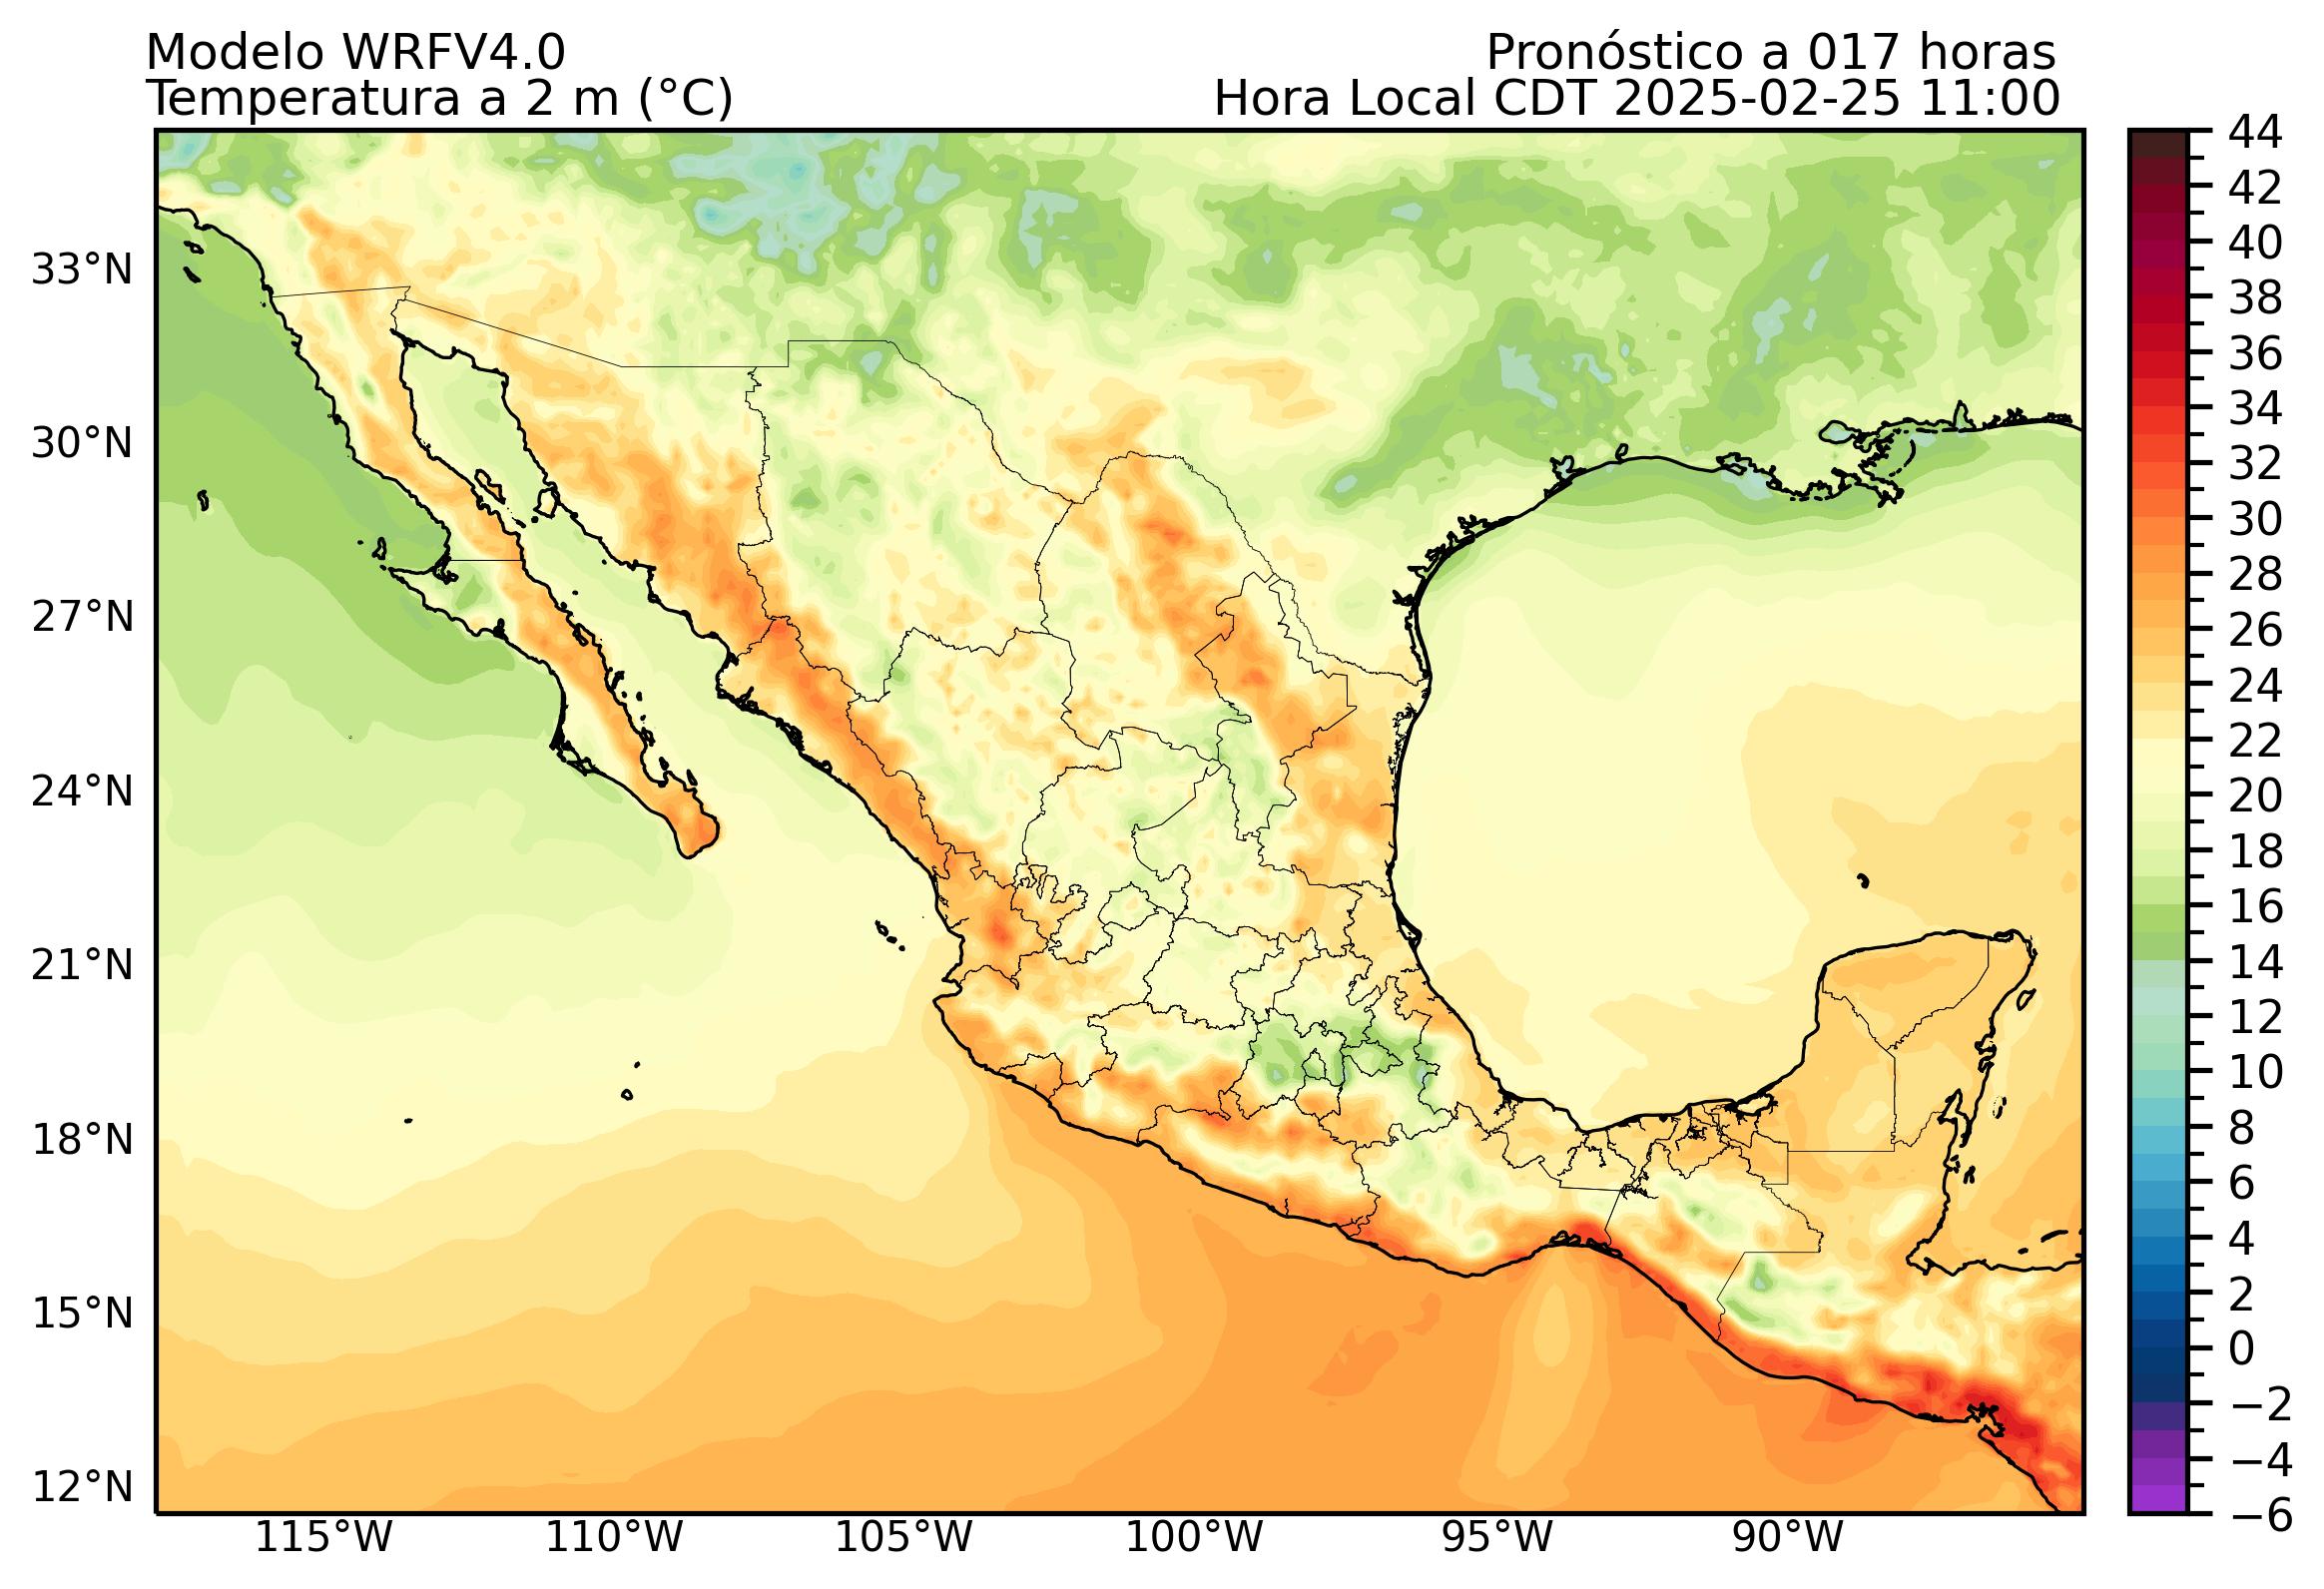 Modelo WRFV4.0
Temperatura a 2 m (°C)
Pronóstico a 017 horas
Hora Local CDT 2025-02-25 11:00
33°N
30°N
27°N
24°N
21°N
18°N
15°N
12°N
115°W
110°W
105°W
100°W
95°W
90°W
44
42
40
38
36
34
32
30
28
26
24
22
20
18
16
14
12
10
8
6
4
2
0
−2
−4
−6